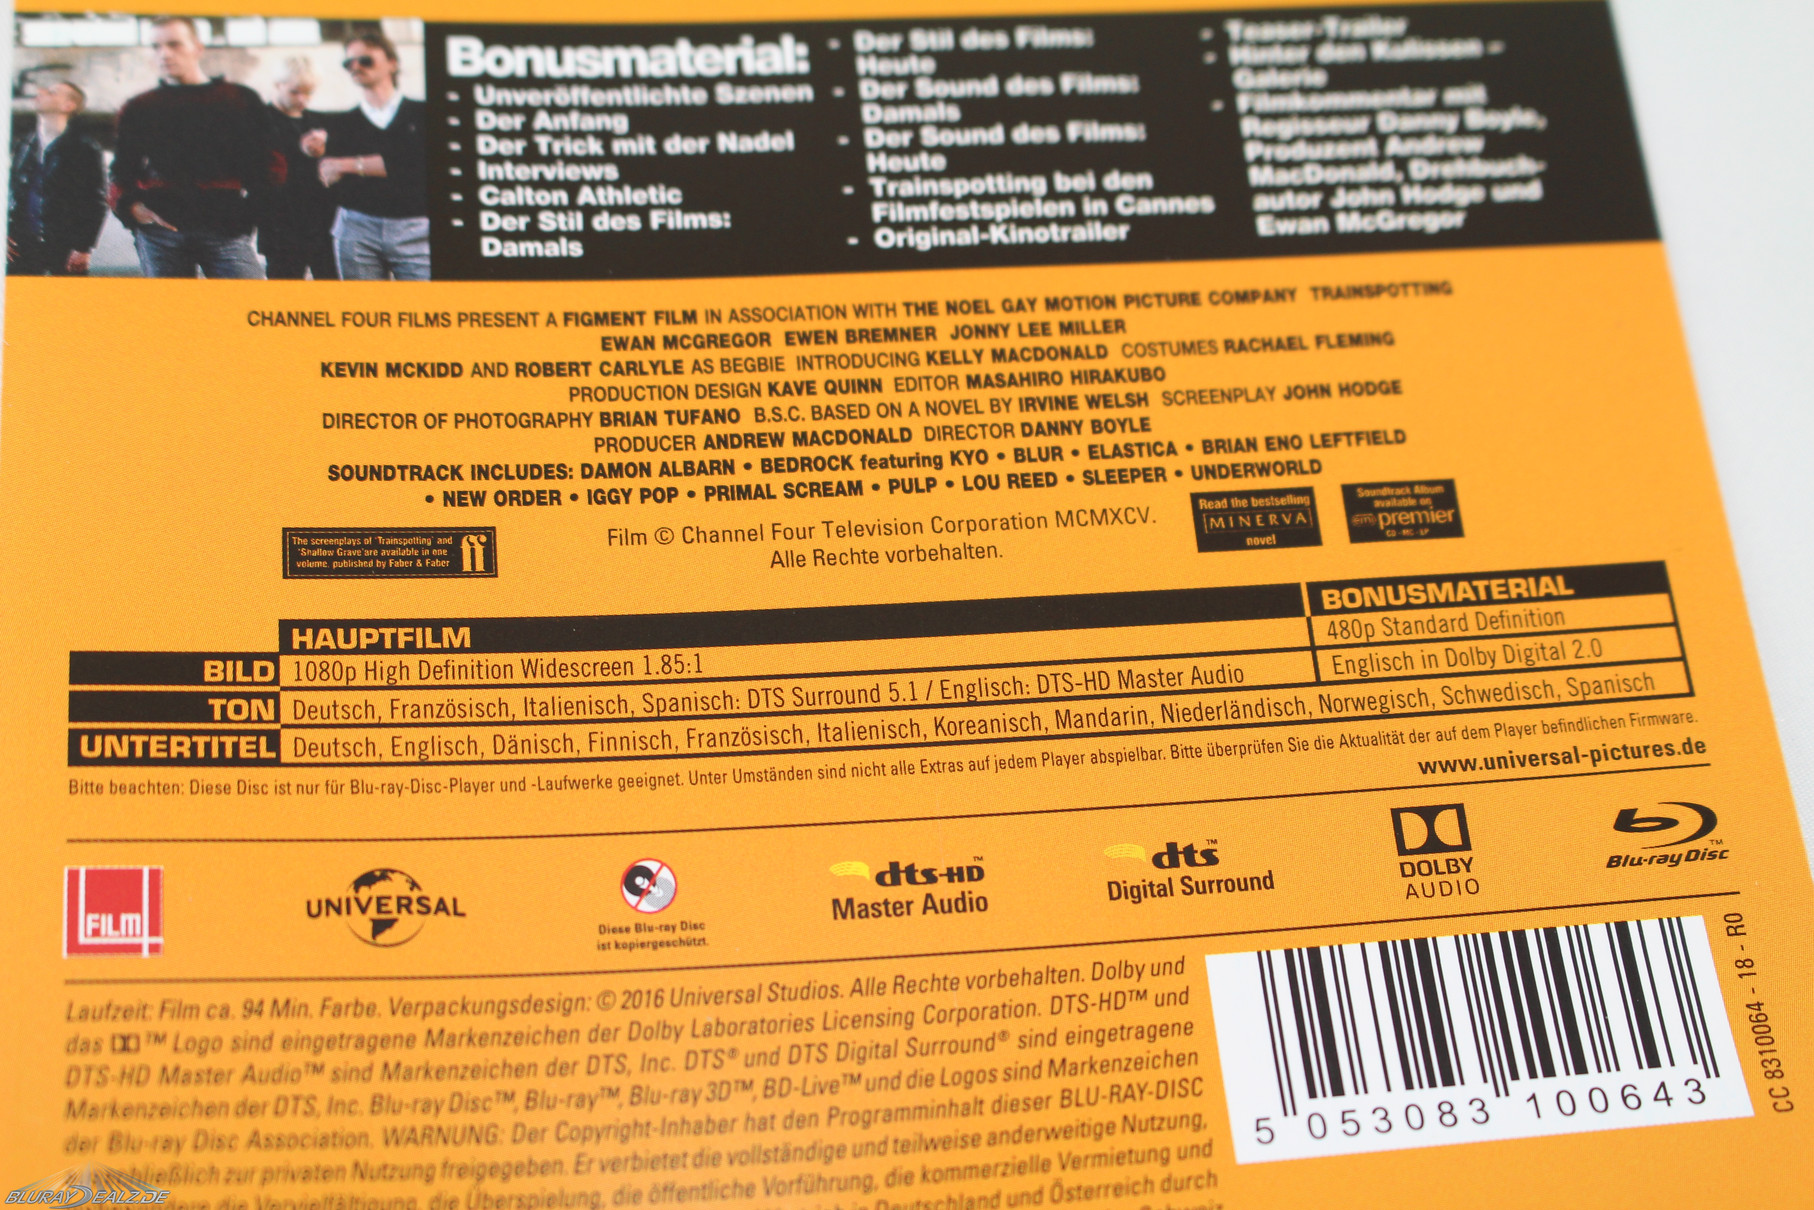 Bonusmaterial:
- Unveröffentlichte Szenen
- Der Anfang
- Der Trick mit der Nadel
- Interviews
- Calton Athletic
- Der Stil des Films:
Damals
- Der Stil des Films:
Heute
- Der Sound des Films:
Damals
- Der Sound des Films:
Heute
- Trainspotting bei den
Filmfestspielen in Cannes
- Original-Kinotrailer
- Teaser-Trailer
- Hinter den Kulissen –
Galerie
- Filmkommentar mit
Regisseur Danny Boyle,
Produzent Andrew
MacDonald, Drehbuch-
autor John Hodge und
Ewan McGregor
CHANNEL FOUR FILMS PRESENT A FIGMENT FILM IN ASSOCIATION WITH THE NOEL GAY MOTION PICTURE COMPANY TRAINSPOTTING
EWAN MCGREGOR EWEN BREMNER JONNY LEE MILLER
KEVIN MCKIDD AND ROBERT CARLYLE AS BEGBIE INTRODUCING KELLY MACDONALD COSTUMES RACHAEL FLEMING
PRODUCTION DESIGN KAVE QUINN EDITOR MASAHIRO HIRAKUBO
DIRECTOR OF PHOTOGRAPHY BRIAN TUFANO B.S.C. BASED ON A NOVEL BY IRVINE WELSH SCREENPLAY JOHN HODGE
PRODUCER ANDREW MACDONALD DIRECTOR DANNY BOYLE
SOUNDTRACK INCLUDES: DAMON ALBARN • BEDROCK featuring KYO • BLUR • ELASTICA • BRIAN ENO LEFTFIELD
• NEW ORDER • IGGY POP • PRIMAL SCREAM • PULP • LOU REED • SLEEPER • UNDERWORLD
The screenplays of 'Trainspotting' and
'Shallow Grave' are available in one
volume, published by Faber & Faber
ff
Film © Channel Four Television Corporation MCMXCV.
Alle Rechte vorbehalten.
Read the bestselling
MINERVA
novel
Soundtrack Album
available on
EMI premier
CD - MC - LP
HAUPTFILM
BONUSMATERIAL
BILD
1080p High Definition Widescreen 1.85:1
480p Standard Definition
TON
Deutsch, Französisch, Italienisch, Spanisch: DTS Surround 5.1 / Englisch: DTS-HD Master Audio
Englisch in Dolby Digital 2.0
UNTERTITEL
Deutsch, Englisch, Dänisch, Finnisch, Französisch, Italienisch, Koreanisch, Mandarin, Niederländisch, Norwegisch, Schwedisch, Spanisch
Bitte beachten: Diese Disc ist nur für Blu-ray-Disc-Player und -Laufwerke geeignet. Unter Umständen sind nicht alle Extras auf jedem Player abspielbar. Bitte überprüfen Sie die Aktualität der auf dem Player befindlichen Firmware.
www.universal-pictures.de
FILM
UNIVERSAL
Diese Blu-ray Disc
ist kopiergeschützt.
dts-HD™
Master Audio
dts™
Digital Surround
DOLBY
AUDIO
Blu-ray Disc™
Laufzeit: Film ca. 94 Min. Farbe. Verpackungsdesign: © 2016 Universal Studios. Alle Rechte vorbehalten. Dolby und
das ™ Logo sind eingetragene Markenzeichen der Dolby Laboratories Licensing Corporation. DTS-HD™ und
DTS-HD Master Audio™ sind Markenzeichen der DTS, Inc. DTS® und DTS Digital Surround® sind eingetragene
Markenzeichen der DTS, Inc. Blu-ray Disc™, Blu-ray™, Blu-ray 3D™, BD-Live™ und die Logos sind Markenzeichen
der Blu-ray Disc Association. WARNUNG: Der Copyright-Inhaber hat den Programminhalt dieser BLU-RAY-DISC
ließlich zur privaten Nutzung freigegeben. Er verbietet die vollständige und teilweise anderweitige Nutzung,
die Vervielfältigung, die Überspielung, die öffentliche Vorführung, die kommerzielle Vermietung und
Deutschland und Österreich durch
5 053083 100643
CC 8310064 - 18 - R0
BLURAYDEALZ.DE